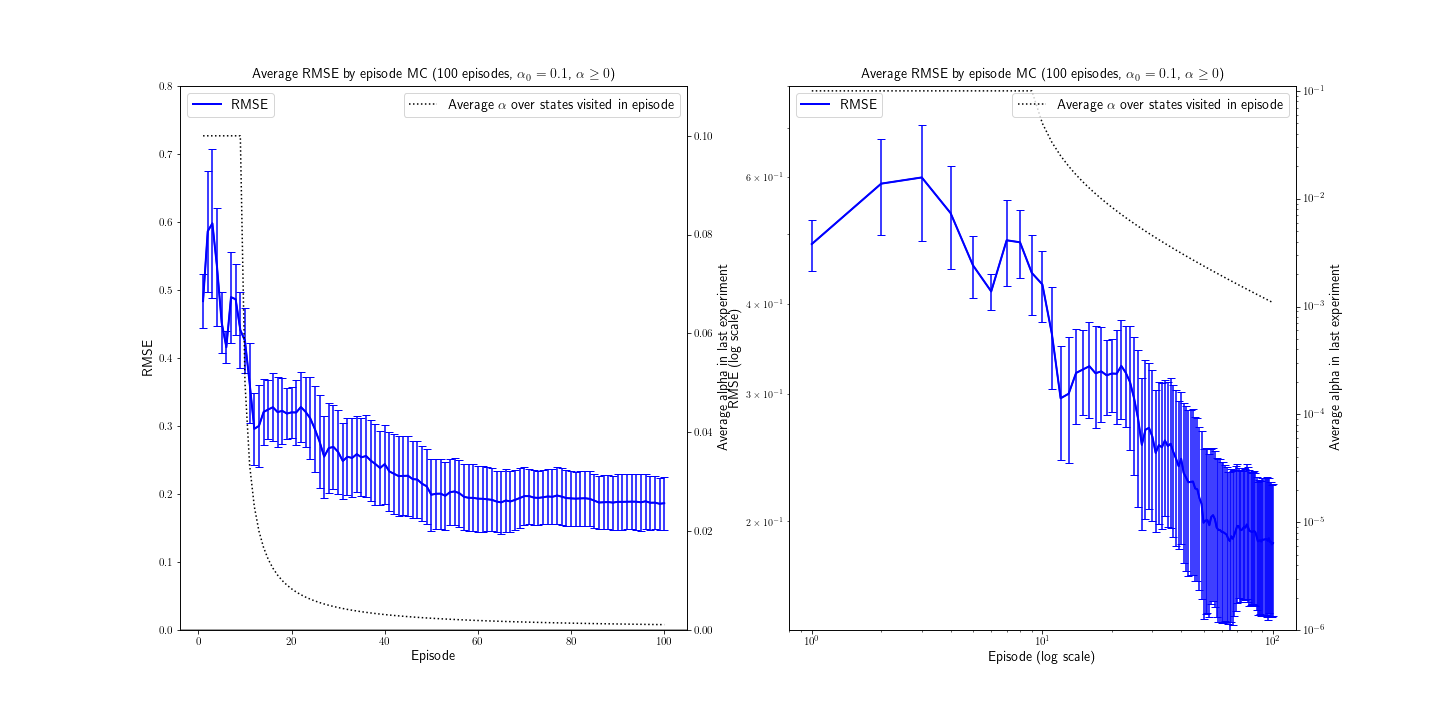 Average RMSE by episode MC (100 episodes, α₀ = 0.1, α ≥ 0)
RMSE
Average α over states visited in episode
0.8
0.7
0.6
0.5
0.4
0.3
0.2
0.1
0.0
RMSE
0.10
0.08
0.06
0.04
0.02
0.00
Average alpha in last experiment
0
20
40
60
80
100
Episode
Average RMSE by episode MC (100 episodes, α₀ = 0.1, α ≥ 0)
RMSE
Average α over states visited in episode
6 × 10⁻¹
4 × 10⁻¹
3 × 10⁻¹
2 × 10⁻¹
RMSE (log scale)
10⁻¹
10⁻²
10⁻³
10⁻⁴
10⁻⁵
10⁻⁶
Average alpha in last experiment
10⁰
10¹
10²
Episode (log scale)